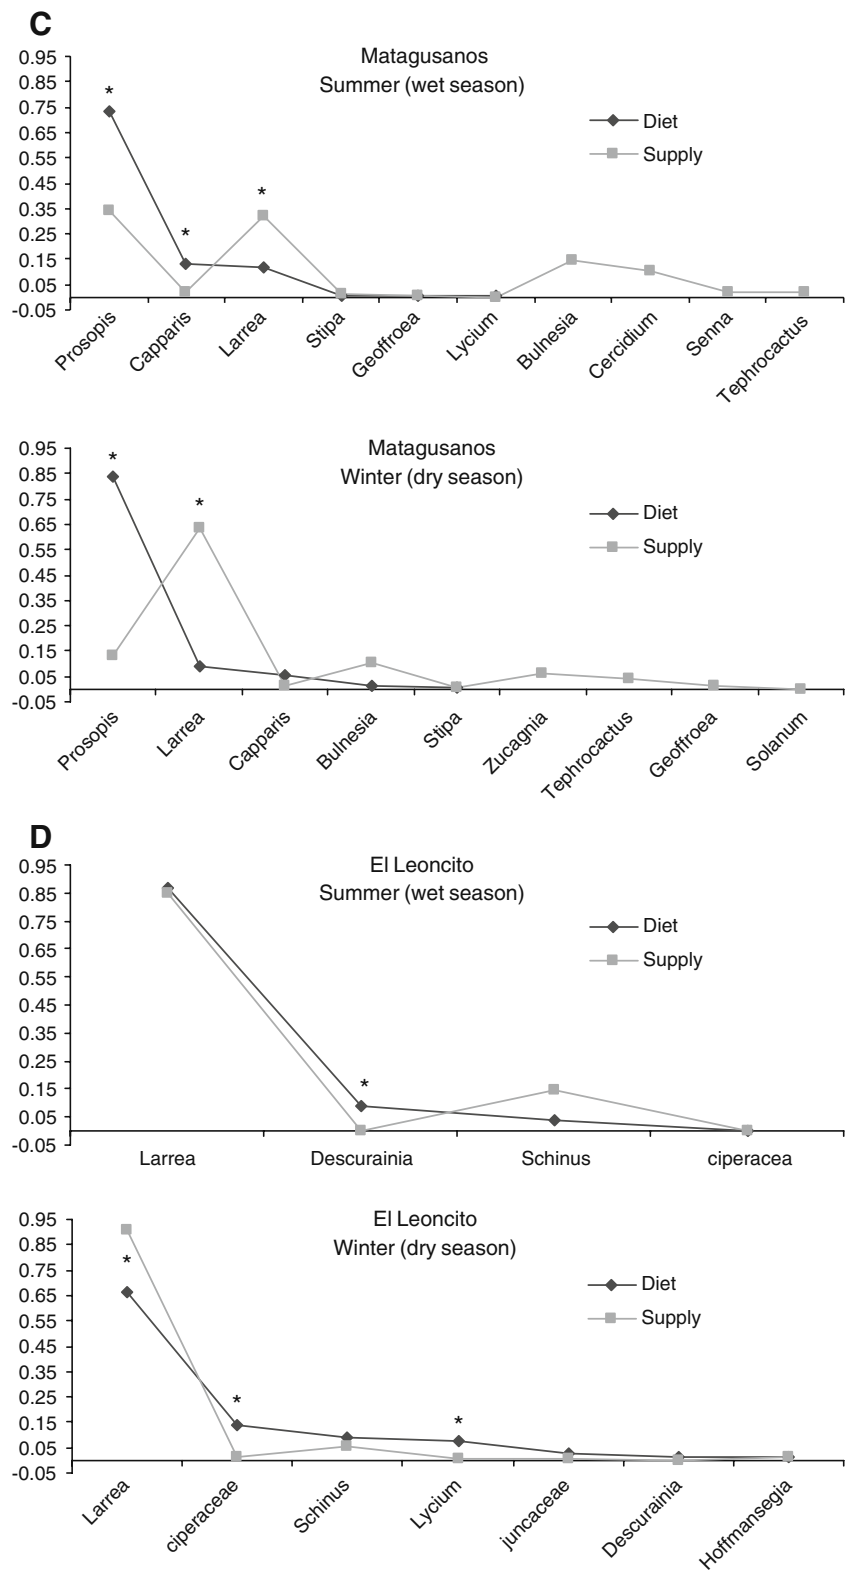 C
Matagusanos
Summer (wet season)
0.95
0.85
0.75
0.65
0.55
0.45
0.35
0.25
0.15
0.05
-0.05
*
*
*
Diet
Supply
Prosopis
Capparis
Larrea
Stipa
Geoffroea
Lycium
Bulnesia
Cercidium
Senna
Tephrocactus
Matagusanos
Winter (dry season)
0.95
0.85
0.75
0.65
0.55
0.45
0.35
0.25
0.15
0.05
-0.05
*
*
Diet
Supply
Prosopis
Larrea
Capparis
Bulnesia
Stipa
Zucagnia
Tephrocactus
Geoffroea
Solanum
D
El Leoncito
Summer (wet season)
0.95
0.85
0.75
0.65
0.55
0.45
0.35
0.25
0.15
0.05
-0.05
*
Diet
Supply
Larrea
Descurainia
Schinus
ciperacea
El Leoncito
Winter (dry season)
0.95
0.85
0.75
0.65
0.55
0.45
0.35
0.25
0.15
0.05
-0.05
*
*
*
Diet
Supply
Larrea
ciperaceae
Schinus
Lycium
juncaceae
Descurainia
Hoffmansegia